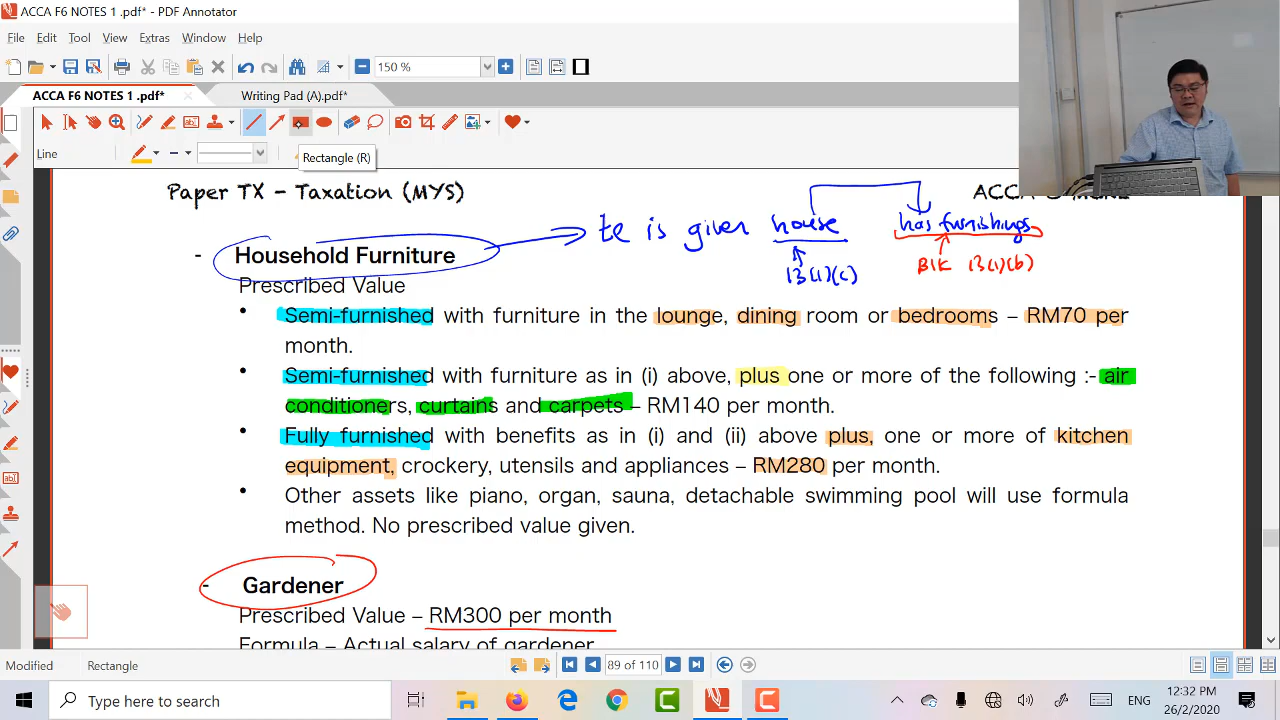 ACCA F6 NOTES 1 .pdf* - PDF Annotator
File Edit Tool View Extras Window Help
150 %
ACCA F6 NOTES 1 .pdf*
Writing Pad (A).pdf*
Line
Rectangle (R)
Paper TX - Taxation (MYS)
te is given house has furnishings
13(1)(c)
BIK 13(1)(b)
- Household Furniture
Prescribed Value
• Semi-furnished with furniture in the lounge, dining room or bedrooms – RM70 per
month.
• Semi-furnished with furniture as in (i) above, plus one or more of the following :- air
conditioners, curtains and carpets – RM140 per month.
• Fully furnished with benefits as in (i) and (ii) above plus, one or more of kitchen
equipment, crockery, utensils and appliances – RM280 per month.
• Other assets like piano, organ, sauna, detachable swimming pool will use formula
method. No prescribed value given.
- Gardener
Prescribed Value – RM300 per month
Formula – Actual salary of gardener
Modified
Rectangle
89 of 110
Type here to search
ENG
12:32 PM
26/2/2020